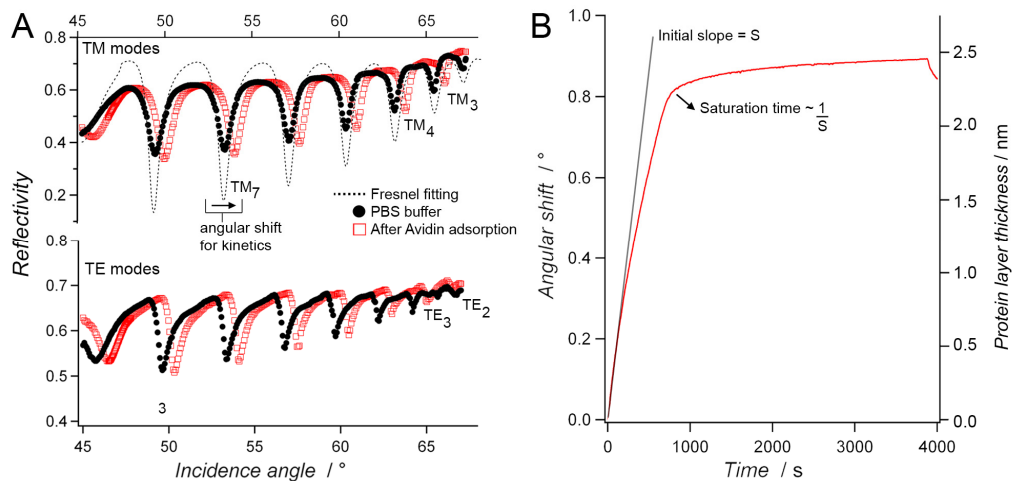 A
45 50 55 60 65
0.8
0.6
0.4
0.2
TM modes
TM3
TM4
TM7
angular shift
for kinetics
Fresnel fitting
PBS buffer
After Avidin adsorption
Reflectivity
0.8
0.7
0.6
0.5
0.4
TE modes
TE3
TE2
3
45 50 55 60 65
Incidence angle / °
B
Angular shift / °
1.0
0.8
0.6
0.4
0.2
0.0
Initial slope = S
Saturation time ~ 1
S
2.5
2.0
1.5
1.0
0.5
0.0
Protein layer thickness / nm
0 1000 2000 3000 4000
Time / s